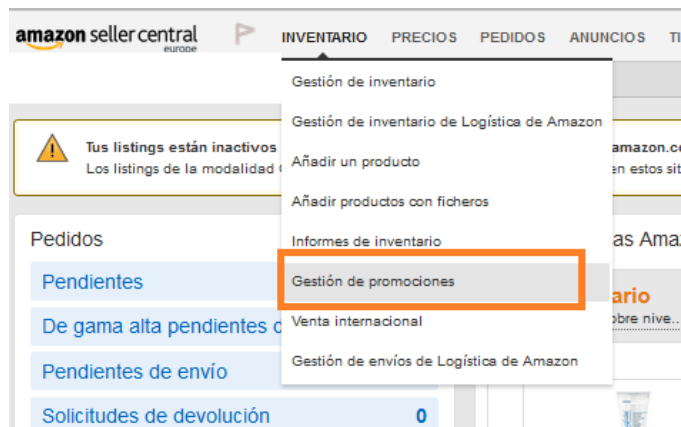 amazon seller central
europe
INVENTARIO PRECIOS PEDIDOS ANUNCIOS
Gestión de inventario
Gestión de inventario de Logística de Amazon
Tus listings están inactivos
Los listings de la modalidad
Añadir un producto
en estos
Añadir productos con ficheros
Pedidos
Informes de inventario
Pendientes
Gestión de promociones
De gama alta pendientes
Venta internacional
Pendientes de envío
Gestión de envíos de Logística de Amazon
Solicitudes de devolución 0